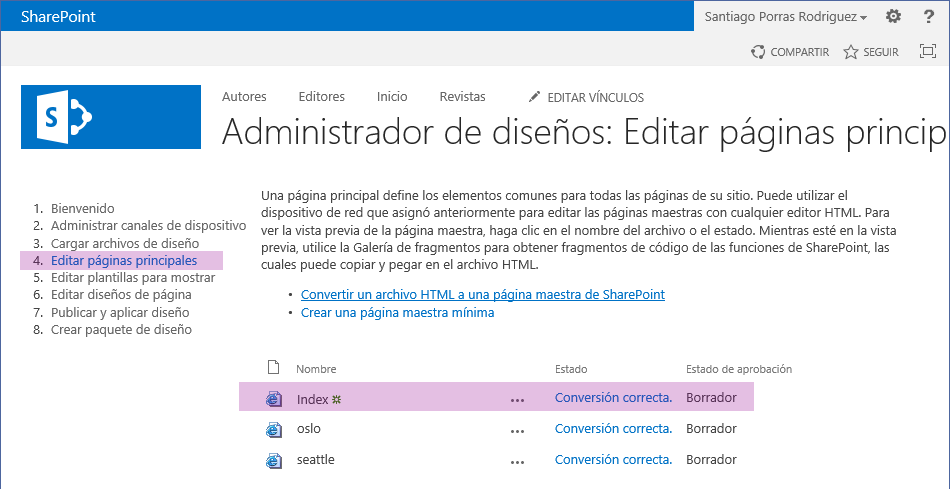 SharePoint
Santiago Porras Rodriguez
?
COMPARTIR
SEGUIR
S
Autores
Editores
Inicio
Revistas
EDITAR VÍNCULOS
Administrador de diseños: Editar páginas princip
1. Bienvenido
2. Administrar canales de dispositivo
3. Cargar archivos de diseño
4. Editar páginas principales
5. Editar plantillas para mostrar
6. Editar diseños de página
7. Publicar y aplicar diseño
8. Crear paquete de diseño
Una página principal define los elementos comunes para todas las páginas de su sitio. Puede utilizar el
dispositivo de red que asignó anteriormente para editar las páginas maestras con cualquier editor HTML. Para
ver la vista previa de la página maestra, haga clic en el nombre del archivo o el estado. Mientras esté en la vista
previa, utilice la Galería de fragmentos para obtener fragmentos de código de las funciones de SharePoint, las
cuales puede copiar y pegar en el archivo HTML.
• Convertir un archivo HTML a una página maestra de SharePoint
• Crear una página maestra mínima
Nombre Estado Estado de aprobación
Index ... Conversión correcta. Borrador
oslo ... Conversión correcta. Borrador
seattle ... Conversión correcta. Borrador